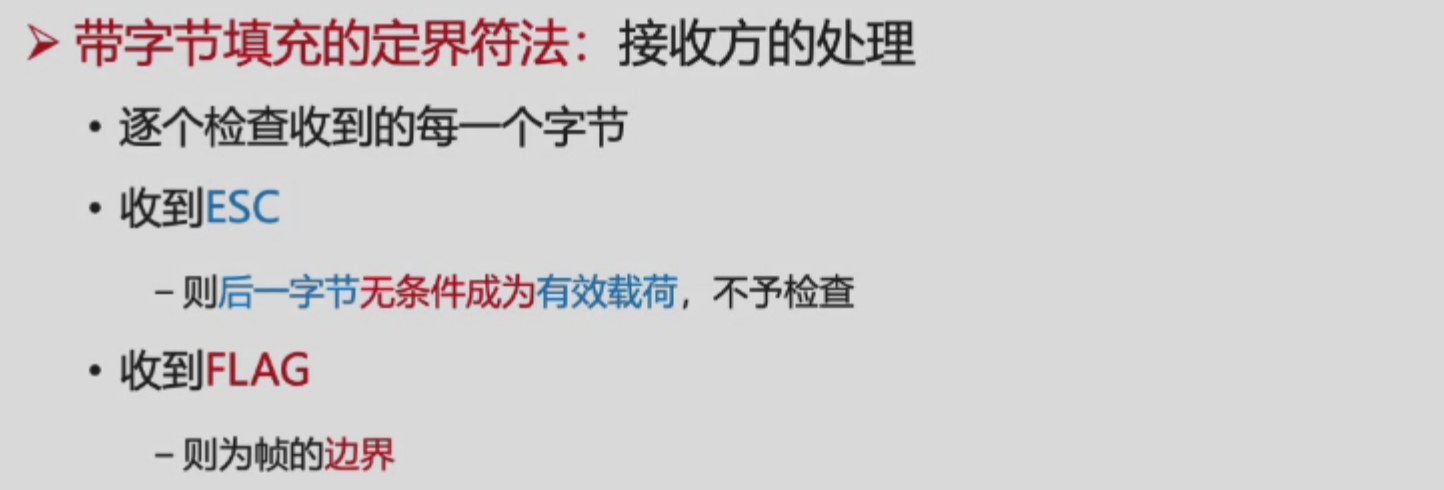 ➢ 带字节填充的定界符法：接收方的处理
• 逐个检查收到的每一个字节
• 收到ESC
– 则后一字节无条件成为有效载荷，不予检查
• 收到FLAG
– 则为帧的边界